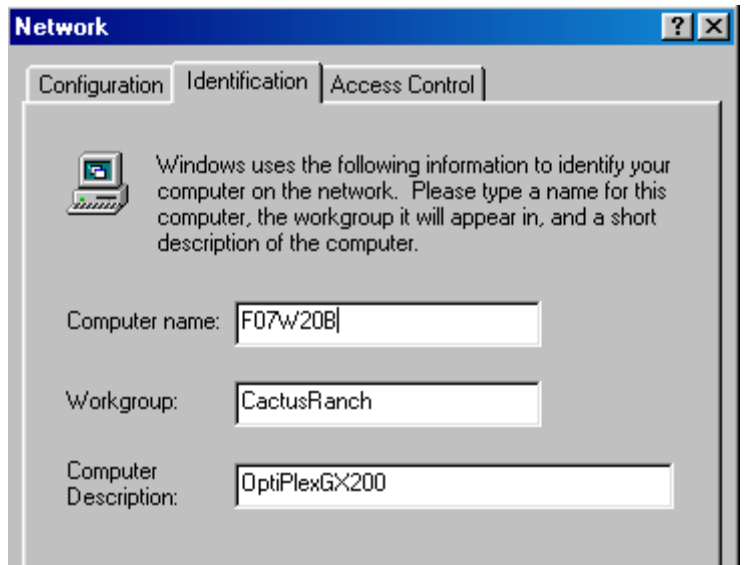 Network
Configuration Identification Access Control
Windows uses the following information to identify your
computer on the network. Please type a name for this
computer, the workgroup it will appear in, and a short
description of the computer.
Computer name: F07W20B
Workgroup: CactusRanch
Computer
Description: OptiPlexGX200